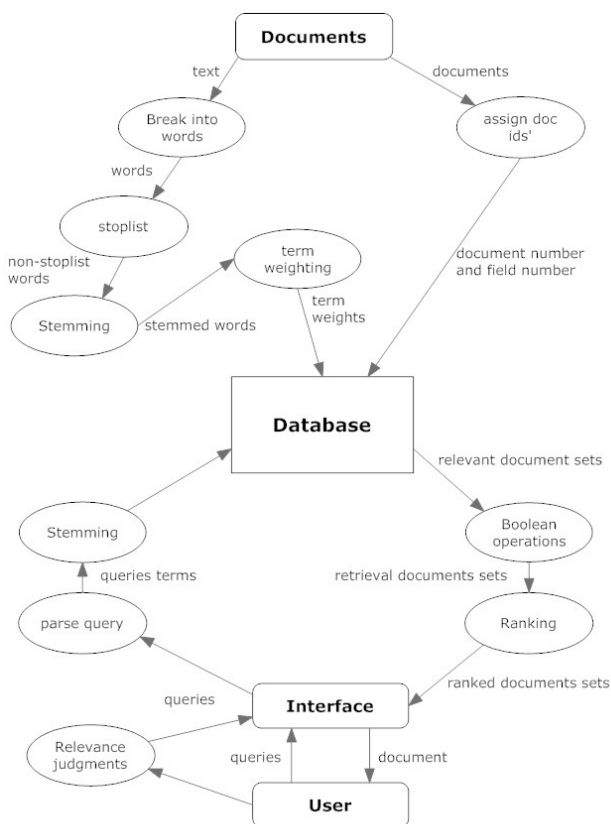 Documents
text
documents
Break into
words
assign doc
ids'
words
stoplist
non-stoplist
words
term
weighting
document number
and field number
Stemming
stemmed words
term
weights
Database
relevant document sets
Stemming
Boolean
operations
queries terms
retrieval documents sets
parse query
Ranking
ranked documents sets
queries
Interface
Relevance
judgments
queries
document
User